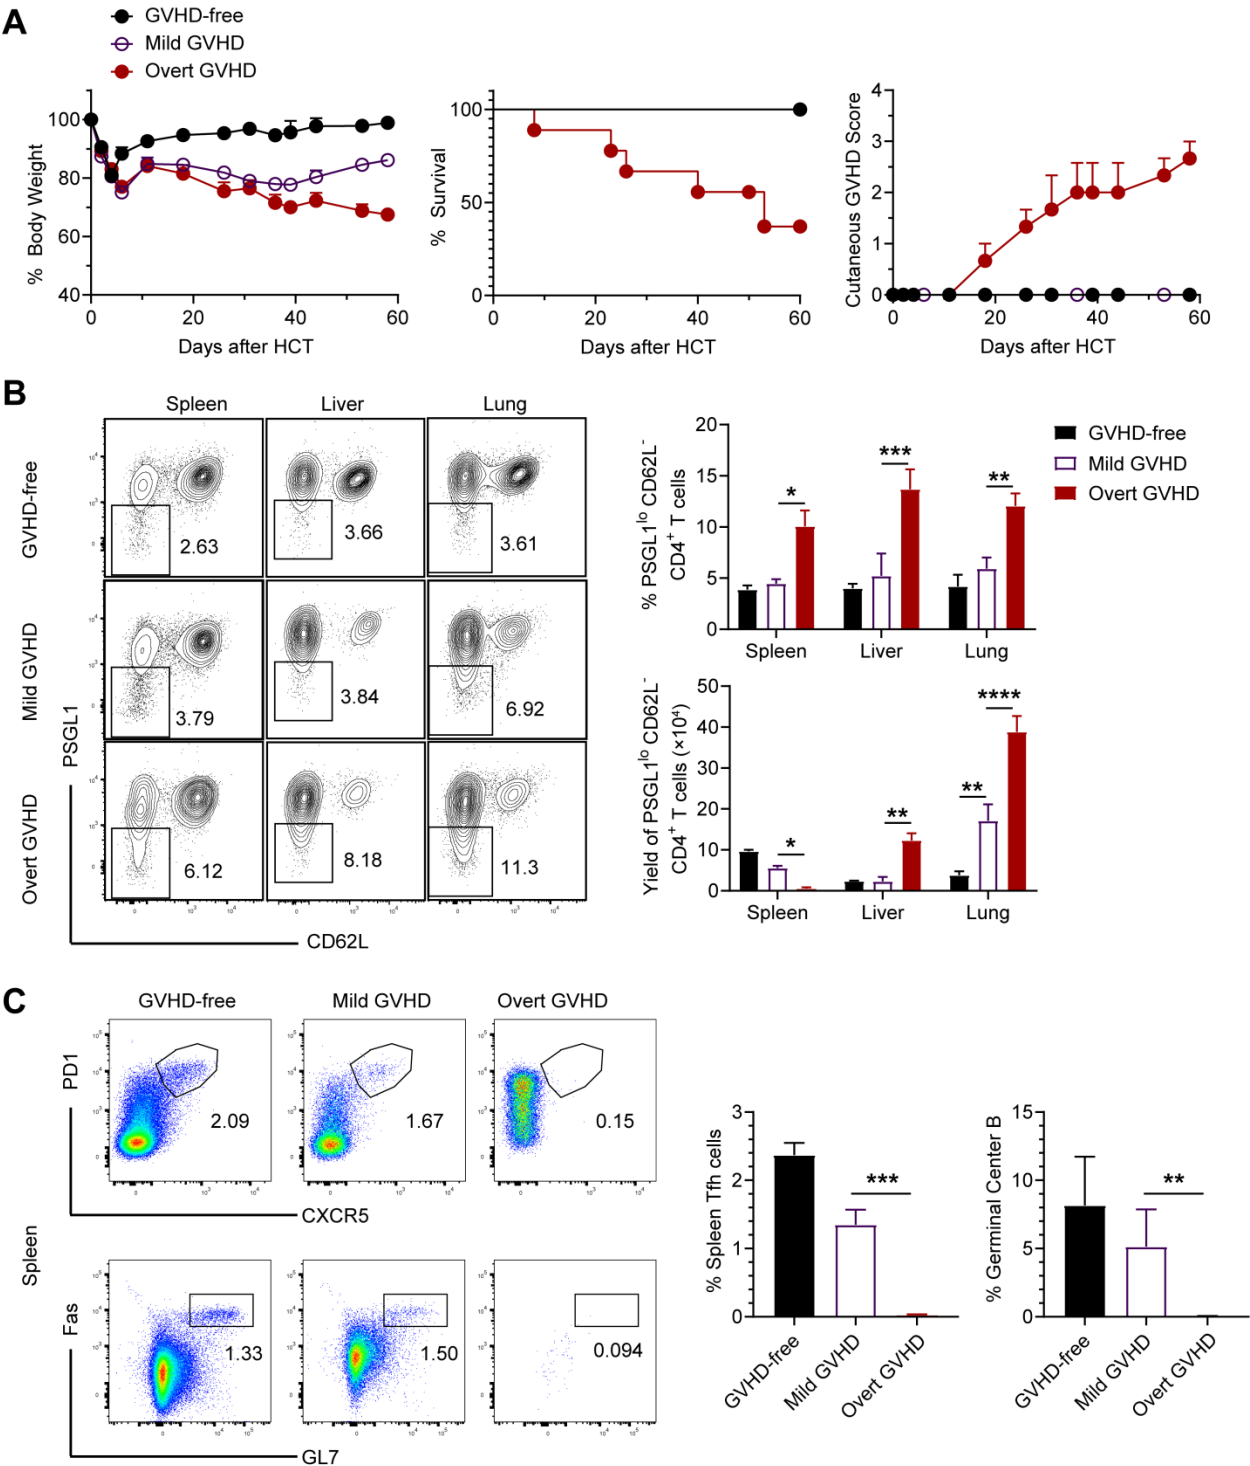 A
GVHD-free
Mild GVHD
Overt GVHD
% Body Weight
100
80
60
40
0 20 40 60
Days after HCT
% Survival
100
50
0
0 20 40 60
Days after HCT
Cutaneous GVHD Score
4
3
2
1
0
0 20 40 60
Days after HCT
B
Spleen Liver Lung
GVHD-free
2.63 3.66 3.61
Mild GVHD
3.79 3.84 6.92
Overt GVHD
6.12 8.18 11.3
PSGL1
CD62L
% PSGL1lo CD62L-
CD4+ T cells
20
15
10
5
0
* *** **
Spleen Liver Lung
GVHD-free
Mild GVHD
Overt GVHD
Yield of PSGL1lo CD62L-
CD4+ T cells (×10⁴)
50
40
30
20
10
0
* ** ** ****
Spleen Liver Lung
C
GVHD-free Mild GVHD Overt GVHD
PD1
2.09 1.67 0.15
CXCR5
Spleen
Fas
1.33 1.50 0.094
GL7
% Spleen Tfh cells
3
2
1
0
***
GVHD-free
Mild GVHD
Overt GVHD
% Germinal Center B
15
10
5
0
**
GVHD-free
Mild GVHD
Overt GVHD